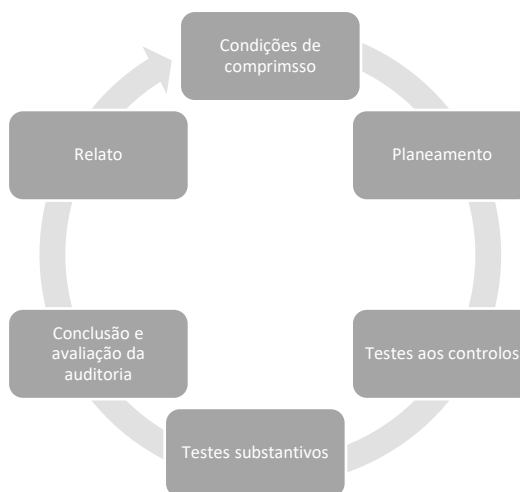 Condições de
comprimsso
Planeamento
Testes aos controlos
Testes substantivos
Conclusão e
avaliação da
auditoria
Relato